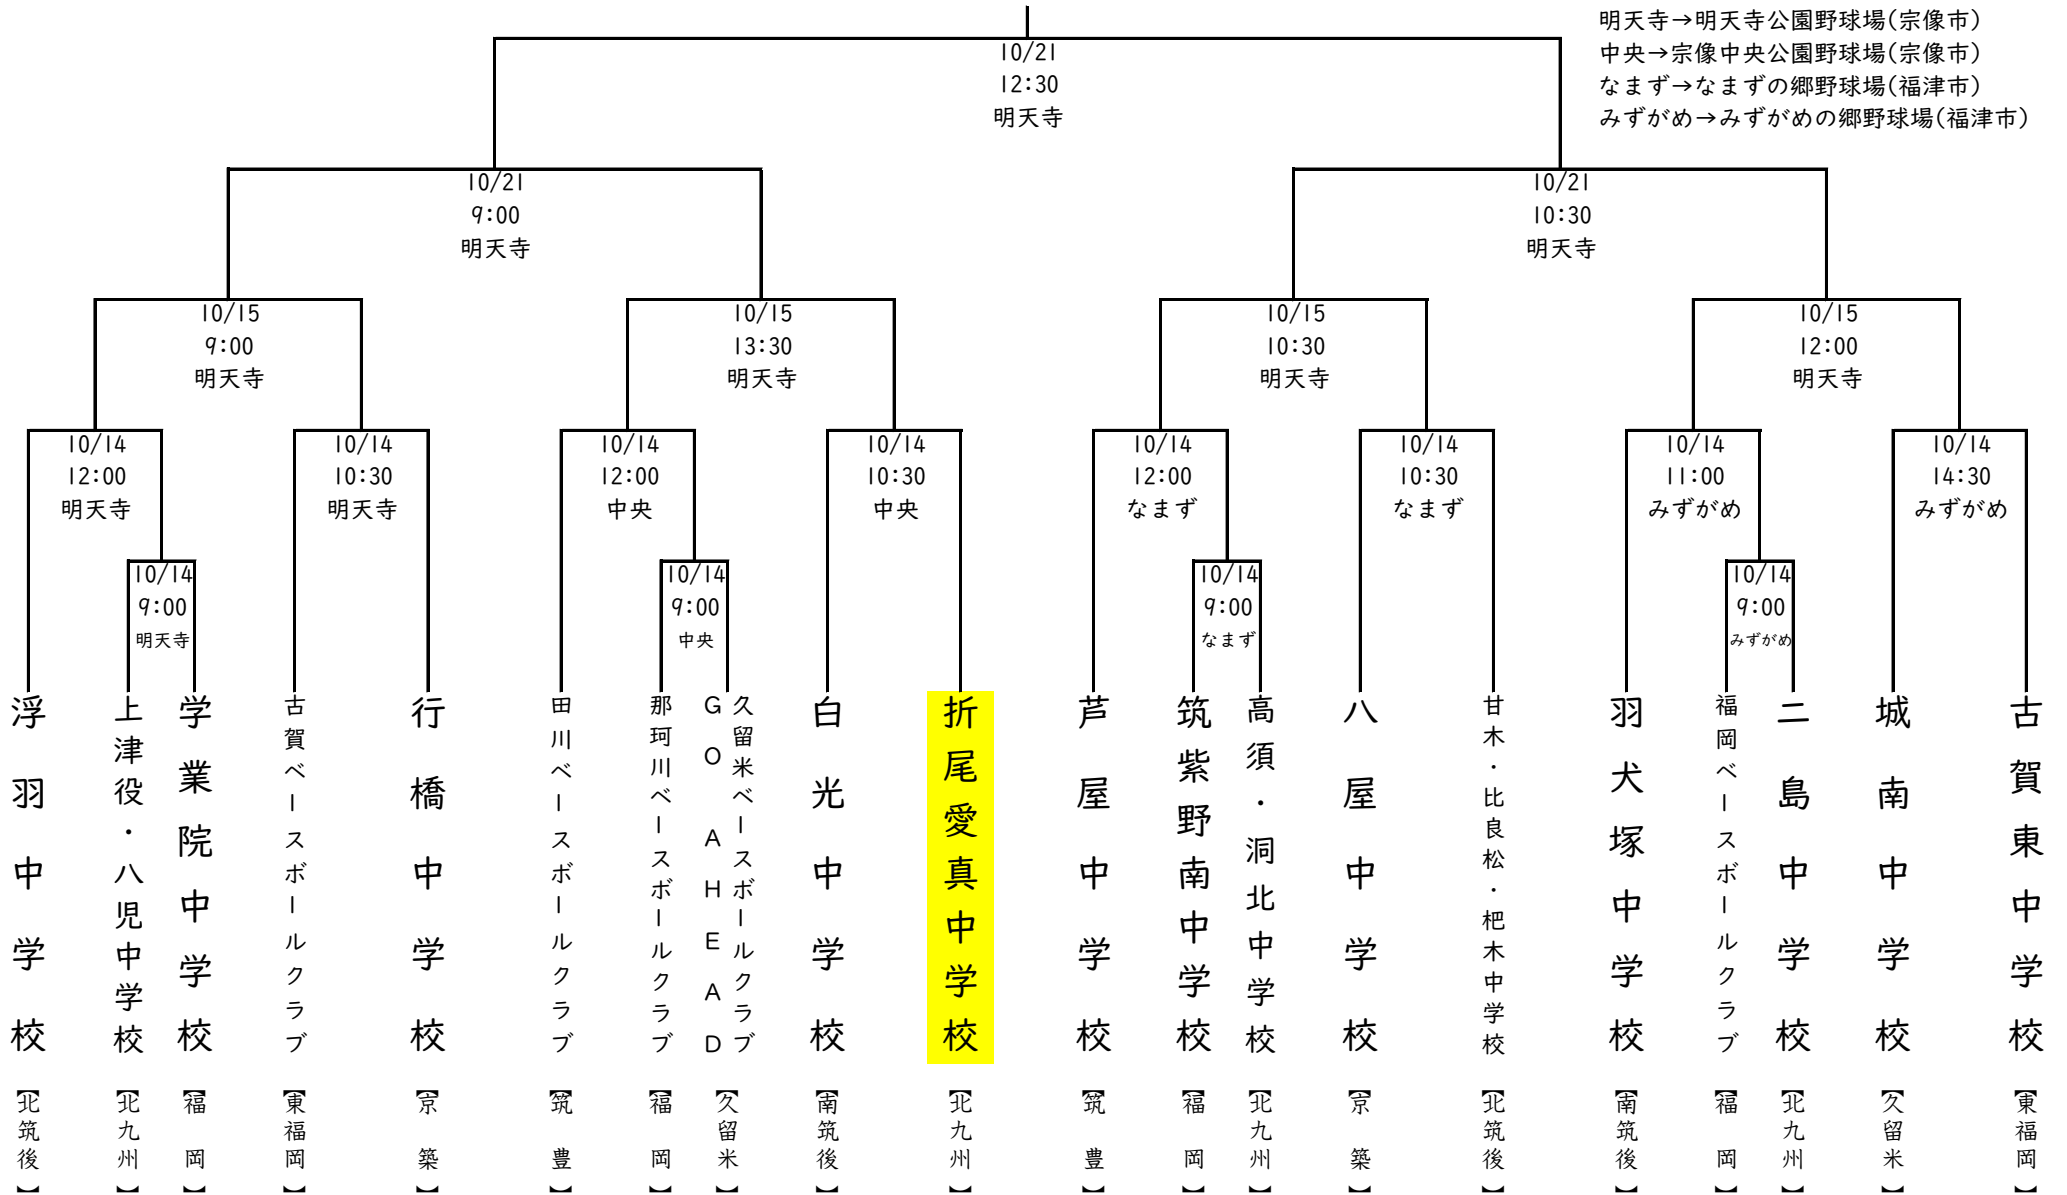 明天寺→明天寺公園野球場(宗像市)
中央→宗像中央公園野球場(宗像市)
なまず→なまずの郷野球場(福津市)
みずがめ→みずがめの郷野球場(福津市)
10/21
12:30
明天寺
10/21
9:00
明天寺
10/21
10:30
明天寺
10/15
9:00
明天寺
10/15
13:30
明天寺
10/15
10:30
明天寺
10/15
12:00
明天寺
10/14
12:00
明天寺
10/14
10:30
明天寺
10/14
12:00
中央
10/14
10:30
中央
10/14
12:00
なまず
10/14
10:30
なまず
10/14
11:00
みずがめ
10/14
14:30
みずがめ
10/14
9:00
明天寺
10/14
9:00
中央
10/14
9:00
なまず
10/14
9:00
みずがめ
浮羽中学校
上津役・八児中学校
学業院中学校
古賀ベースボールクラブ
行橋中学校
田川ベースボールクラブ
那珂川ベースボールクラブ
久留米ベースボールクラブ
GO AHEAD
白光中学校
折尾愛真中学校
芦屋中学校
筑紫野南中学校
高須・洞北中学校
八屋中学校
甘木・比良松・杷木中学校
羽犬塚中学校
福岡ベースボールクラブ
二島中学校
城南中学校
古賀東中学校
【北筑後】
【北九州】
【福岡】
【東福岡】
【京築】
【筑豊】
【福岡】
【久留米】
【南筑後】
【北九州】
【筑豊】
【福岡】
【北九州】
【京築】
【北筑後】
【南筑後】
【福岡】
【北九州】
【久留米】
【東福岡】